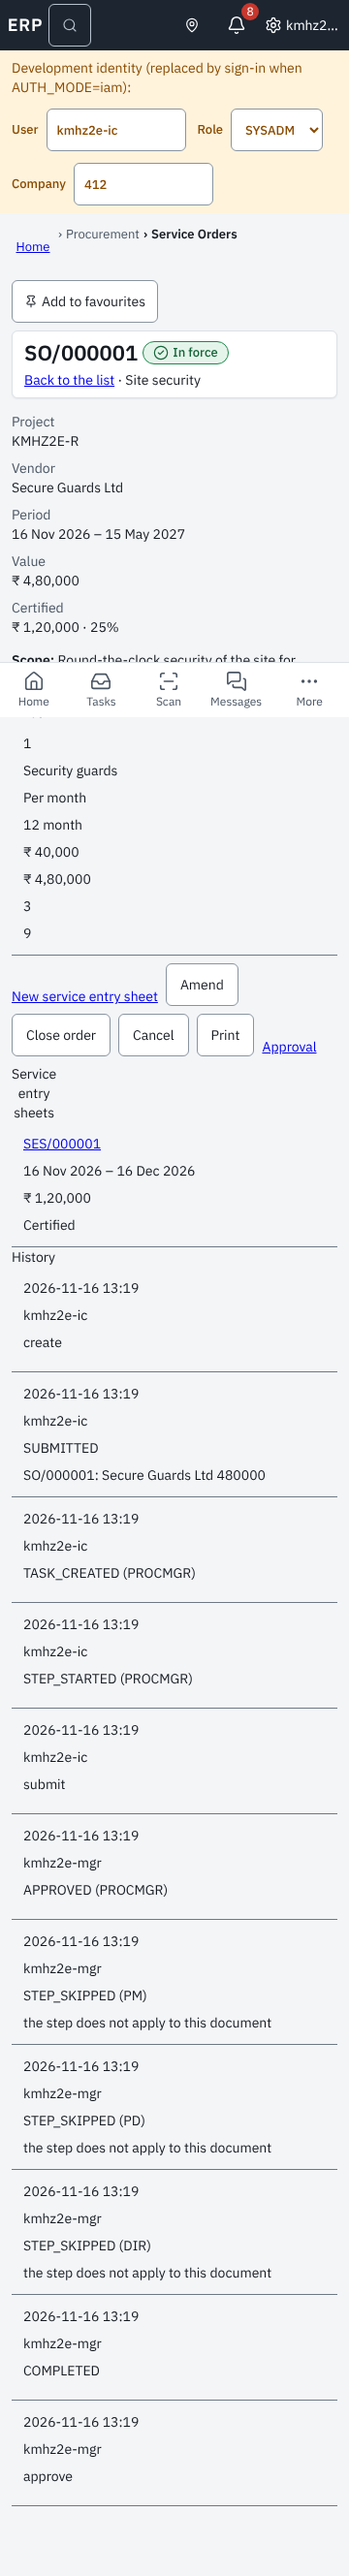 ERP
8
kmhz2...
Development identity (replaced by sign-in when
AUTH_MODE=iam):
User kmhz2e-ic Role SYSADM
Company 412
Home › Procurement › Service Orders
Add to favourites
SO/000001 In force
Back to the list · Site security
Project
KMHZ2E-R
Vendor
Secure Guards Ltd
Period
16 Nov 2026 – 15 May 2027
Value
₹ 4,80,000
Certified
₹ 1,20,000 · 25%
Scope: Round-the-clock security of the site for
Home Tasks Scan Messages More
1
Security guards
Per month
12 month
₹ 40,000
₹ 4,80,000
3
9
New service entry sheet Amend
Close order Cancel Print Approval
Service
entry
sheets
SES/000001
16 Nov 2026 – 16 Dec 2026
₹ 1,20,000
Certified
History
2026-11-16 13:19
kmhz2e-ic
create
2026-11-16 13:19
kmhz2e-ic
SUBMITTED
SO/000001: Secure Guards Ltd 480000
2026-11-16 13:19
kmhz2e-ic
TASK_CREATED (PROCMGR)
2026-11-16 13:19
kmhz2e-ic
STEP_STARTED (PROCMGR)
2026-11-16 13:19
kmhz2e-ic
submit
2026-11-16 13:19
kmhz2e-mgr
APPROVED (PROCMGR)
2026-11-16 13:19
kmhz2e-mgr
STEP_SKIPPED (PM)
the step does not apply to this document
2026-11-16 13:19
kmhz2e-mgr
STEP_SKIPPED (PD)
the step does not apply to this document
2026-11-16 13:19
kmhz2e-mgr
STEP_SKIPPED (DIR)
the step does not apply to this document
2026-11-16 13:19
kmhz2e-mgr
COMPLETED
2026-11-16 13:19
kmhz2e-mgr
approve